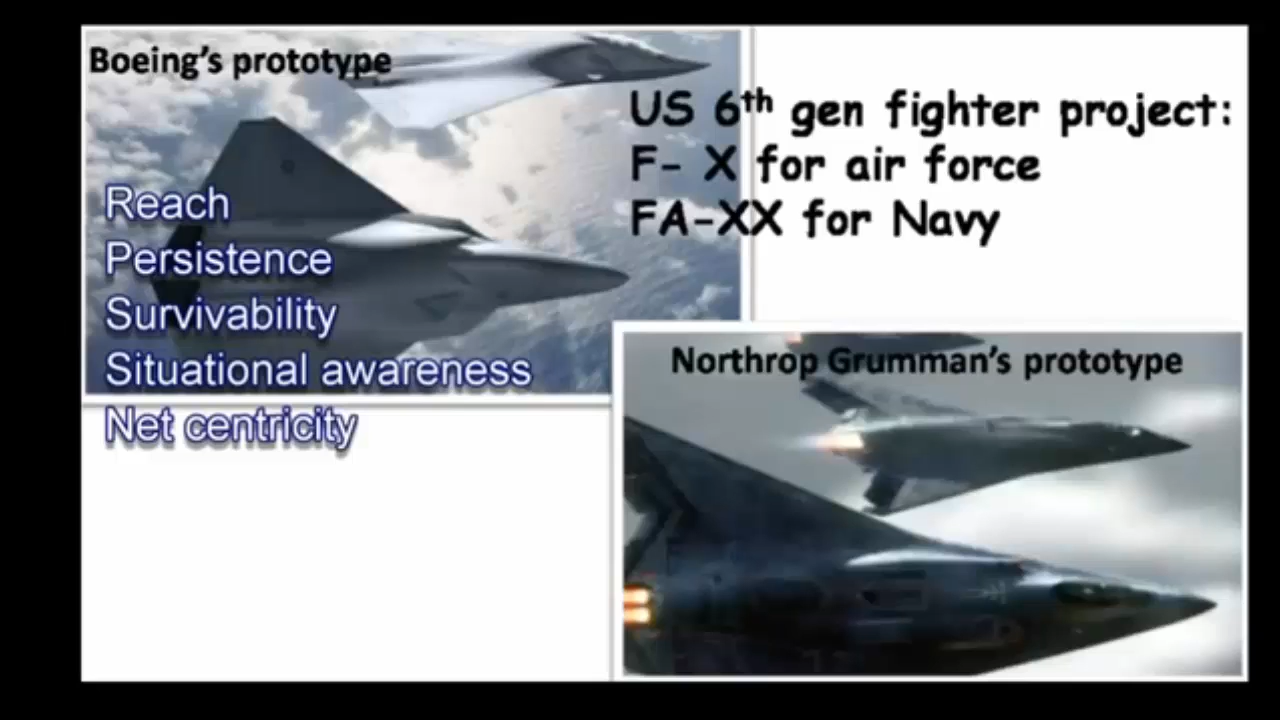 Boeing's prototype
US 6th gen fighter project:
F- X for air force
FA-XX for Navy
Reach
Persistence
Survivability
Situational awareness
Net centricity
Northrop Grumman's prototype